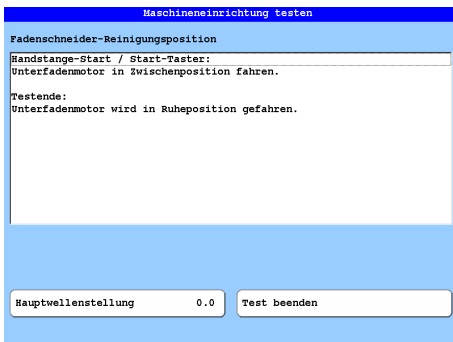 Maschineneinrichtung testen
Fadenschneider-Reinigungsposition
Handstange-Start / Start-Taster:
Unterfadenmotor in Zwischenposition fahren.
Testende:
Unterfadenmotor wird in Ruheposition gefahren.
Hauptwellenstellung 0.0
Test beenden